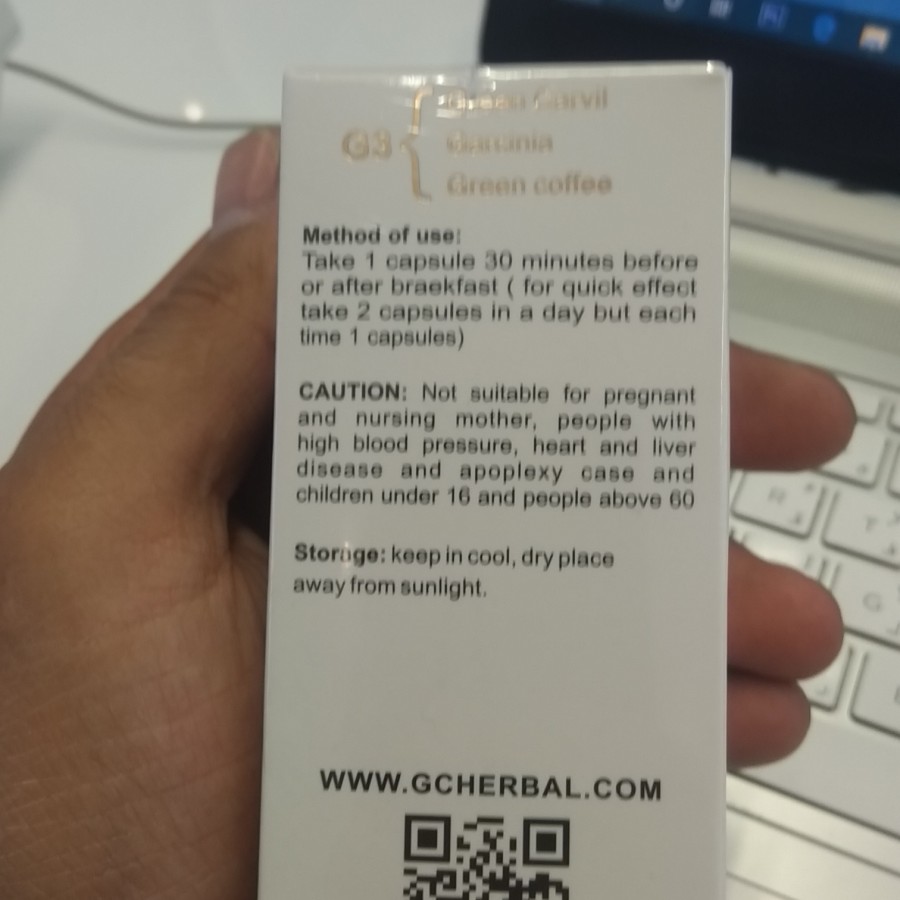 Green Carvil
G3
Garcinia
Green coffee
Method of use:
Take 1 capsule 30 minutes before
or after braekfast ( for quick effect
take 2 capsules in a day but each
time 1 capsules)
CAUTION: Not suitable for pregnant
and nursing mother, people with
high blood pressure, heart and liver
disease and apoplexy case and
children under 16 and people above 60
Storage: keep in cool, dry place
away from sunlight.
WWW.GCHERBAL.COM